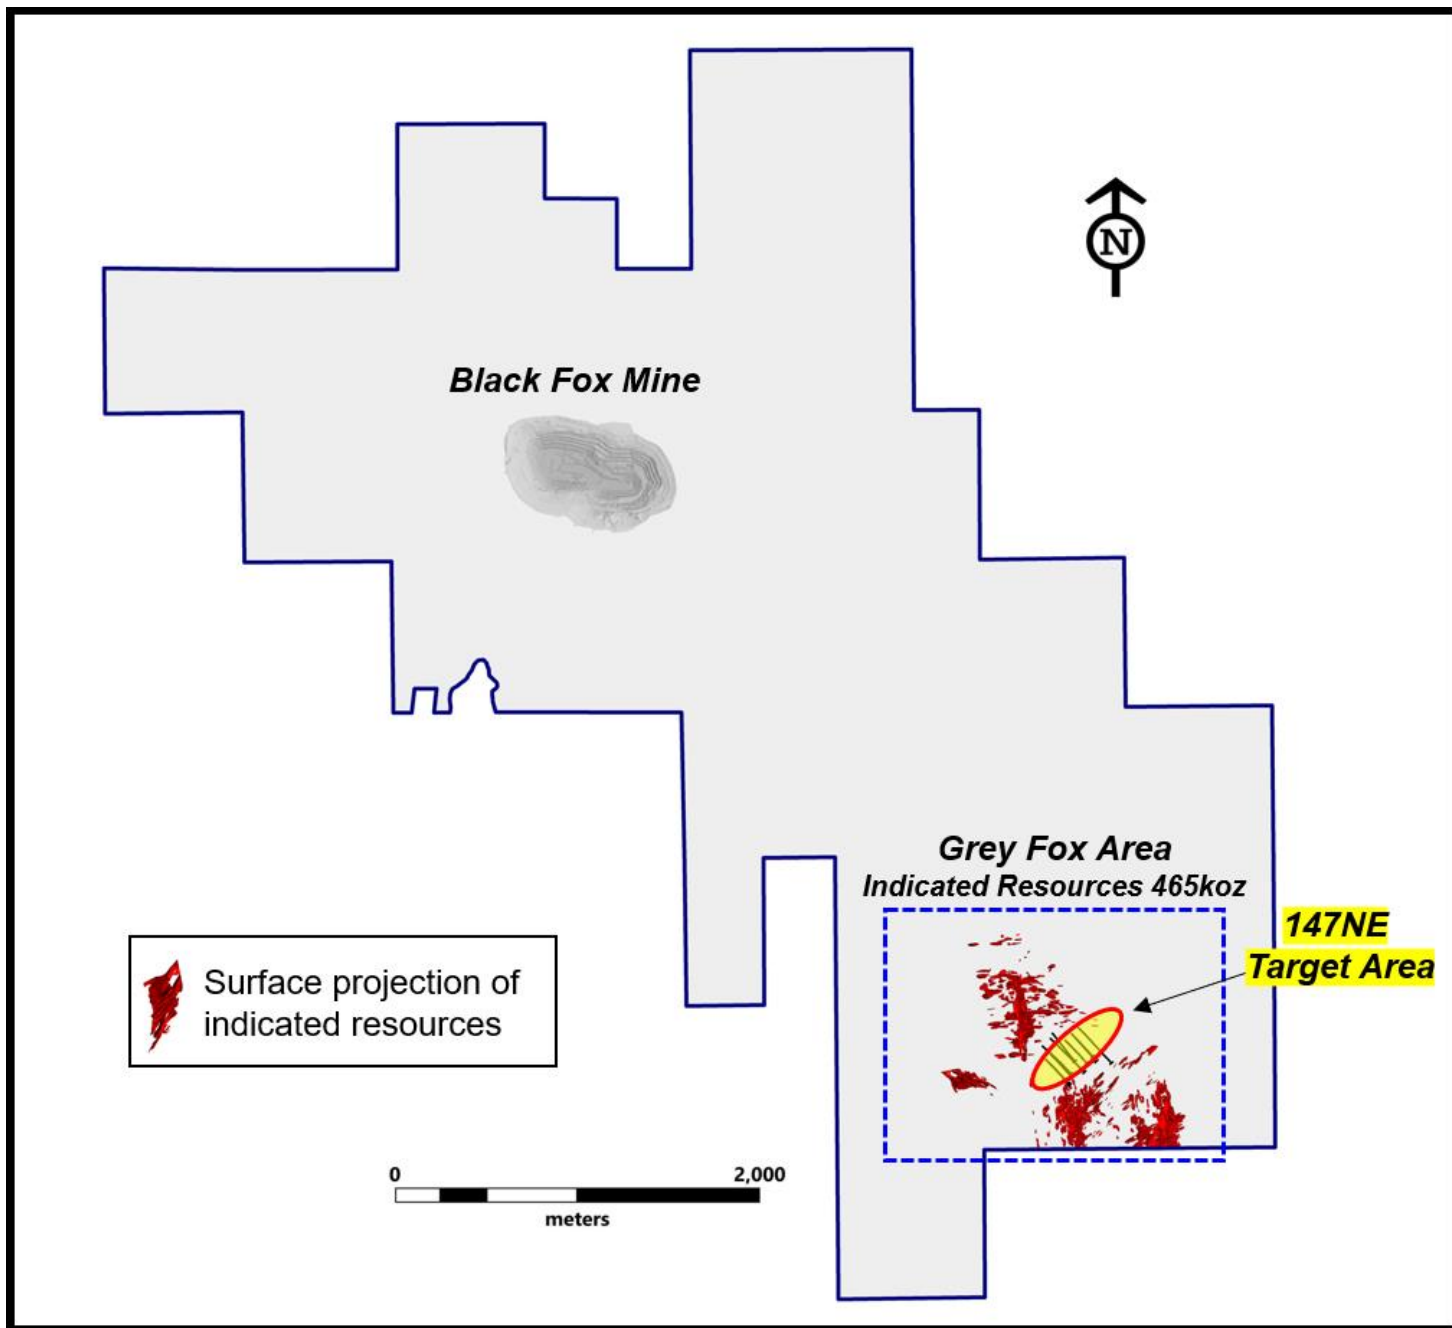 N
Black Fox Mine
Grey Fox Area
Indicated Resources 465koz
147NE
Target Area
Surface projection of
indicated resources
0 2,000
meters